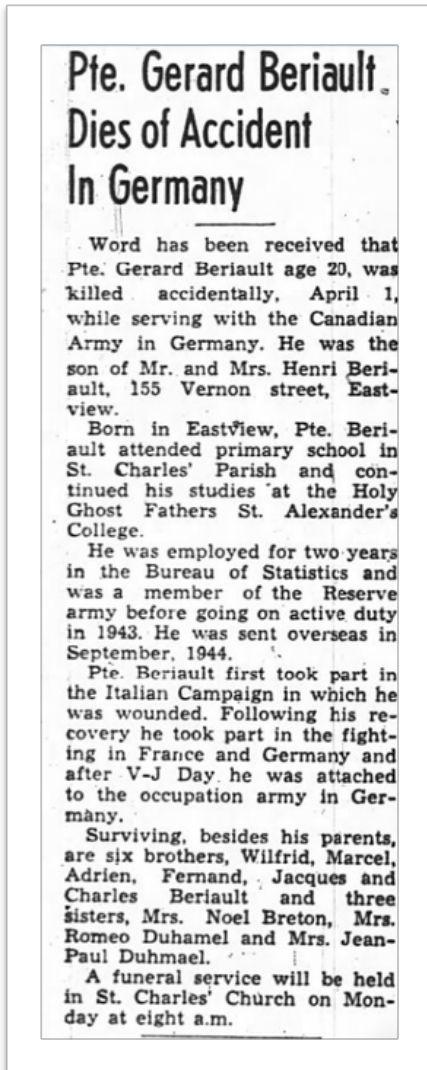 Pte. Gerard Beriault
Dies of Accident
In Germany
Word has been received that
Pte. Gerard Beriault age 20, was
killed accidentally, April 1,
while serving with the Canadian
Army in Germany. He was the
son of Mr. and Mrs. Henri Beri-
ault, 155 Vernon street, East-
view.
Born in Eastview, Pte. Beri-
ault attended primary school in
St. Charles' Parish and con-
tinued his studies at the Holy
Ghost Fathers St. Alexander's
College.
He was employed for two years
in the Bureau of Statistics and
was a member of the Reserve
army before going on active duty
in 1943. He was sent overseas in
September, 1944.
Pte. Beriault first took part in
the Italian Campaign in which he
was wounded. Following his re-
covery he took part in the fight-
ing in France and Germany and
after V-J Day he was attached
to the occupation army in Ger-
many.
Surviving, besides his parents,
are six brothers, Wilfrid, Marcel,
Adrien, Fernand, Jacques and
Charles Beriault and three
sisters, Mrs. Noel Breton, Mrs.
Romeo Duhamel and Mrs. Jean-
Paul Duhmael.
A funeral service will be held
in St. Charles' Church on Mon-
day at eight a.m.